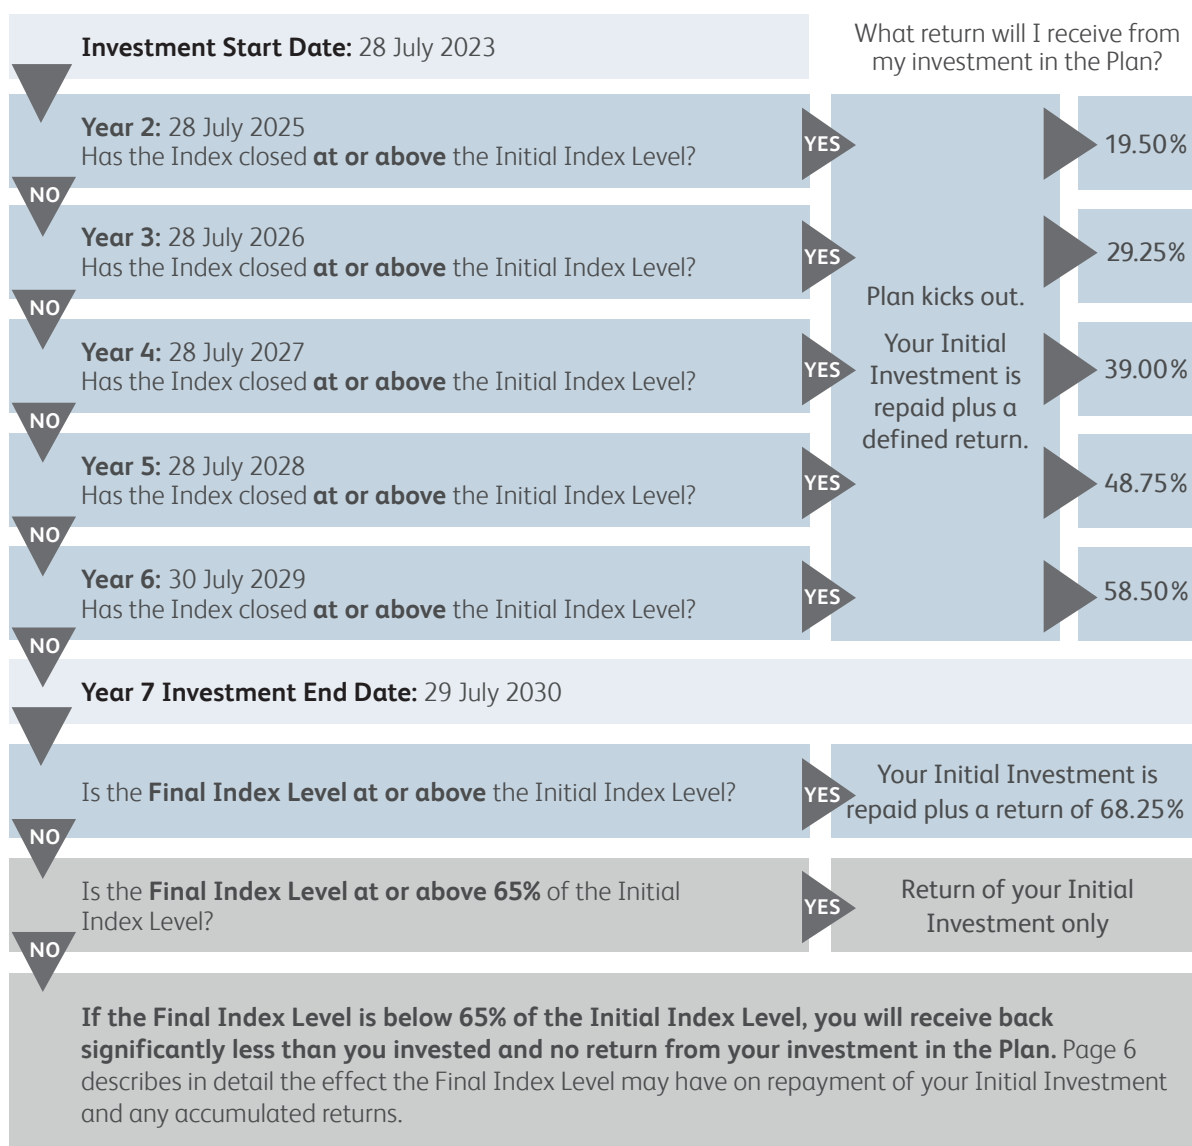 Investment Start Date: 28 July 2023
What return will I receive from
my investment in the Plan?
Year 2: 28 July 2025
Has the Index closed at or above the Initial Index Level?
YES
19.50%
NO
Year 3: 28 July 2026
Has the Index closed at or above the Initial Index Level?
YES
29.25%
NO
Plan kicks out.
Your Initial
Investment is
repaid plus a
defined return.
Year 4: 28 July 2027
Has the Index closed at or above the Initial Index Level?
YES
39.00%
NO
Year 5: 28 July 2028
Has the Index closed at or above the Initial Index Level?
YES
48.75%
NO
Year 6: 30 July 2029
Has the Index closed at or above the Initial Index Level?
YES
58.50%
NO
Year 7 Investment End Date: 29 July 2030
Is the Final Index Level at or above the Initial Index Level?
YES
Your Initial Investment is
repaid plus a return of 68.25%
NO
Is the Final Index Level at or above 65% of the Initial
Index Level?
YES
Return of your Initial
Investment only
NO
If the Final Index Level is below 65% of the Initial Index Level, you will receive back
significantly less than you invested and no return from your investment in the Plan. Page 6
describes in detail the effect the Final Index Level may have on repayment of your Initial Investment
and any accumulated returns.